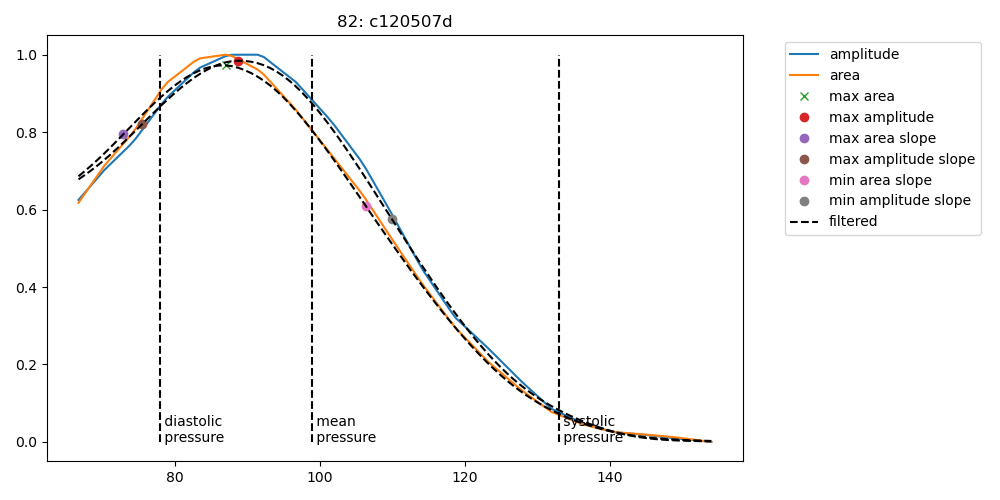 82: c120507d
1.0
0.8
0.6
0.4
0.2
0.0
80
100
120
140
diastolic
pressure
mean
pressure
systolic
pressure
amplitude
area
max area
max amplitude
max area slope
max amplitude slope
min area slope
min amplitude slope
filtered